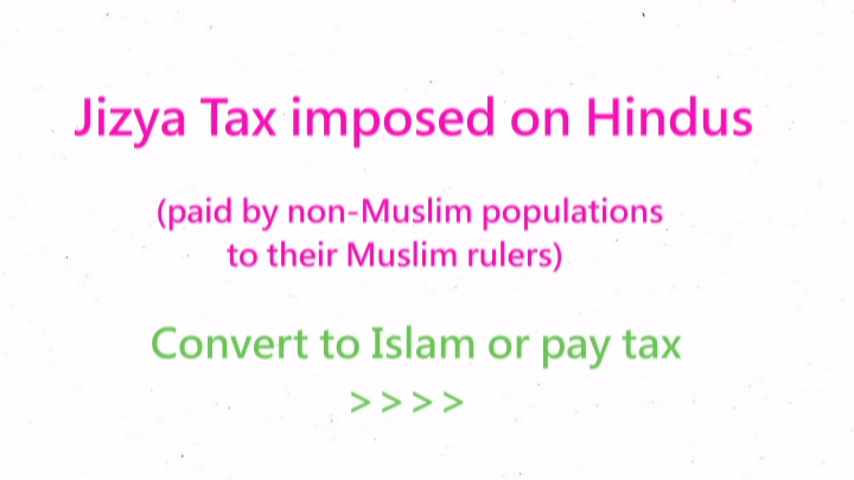 Jizya Tax imposed on Hindus
(paid by non-Muslim populations
to their Muslim rulers)
Convert to Islam or pay tax
>>>>